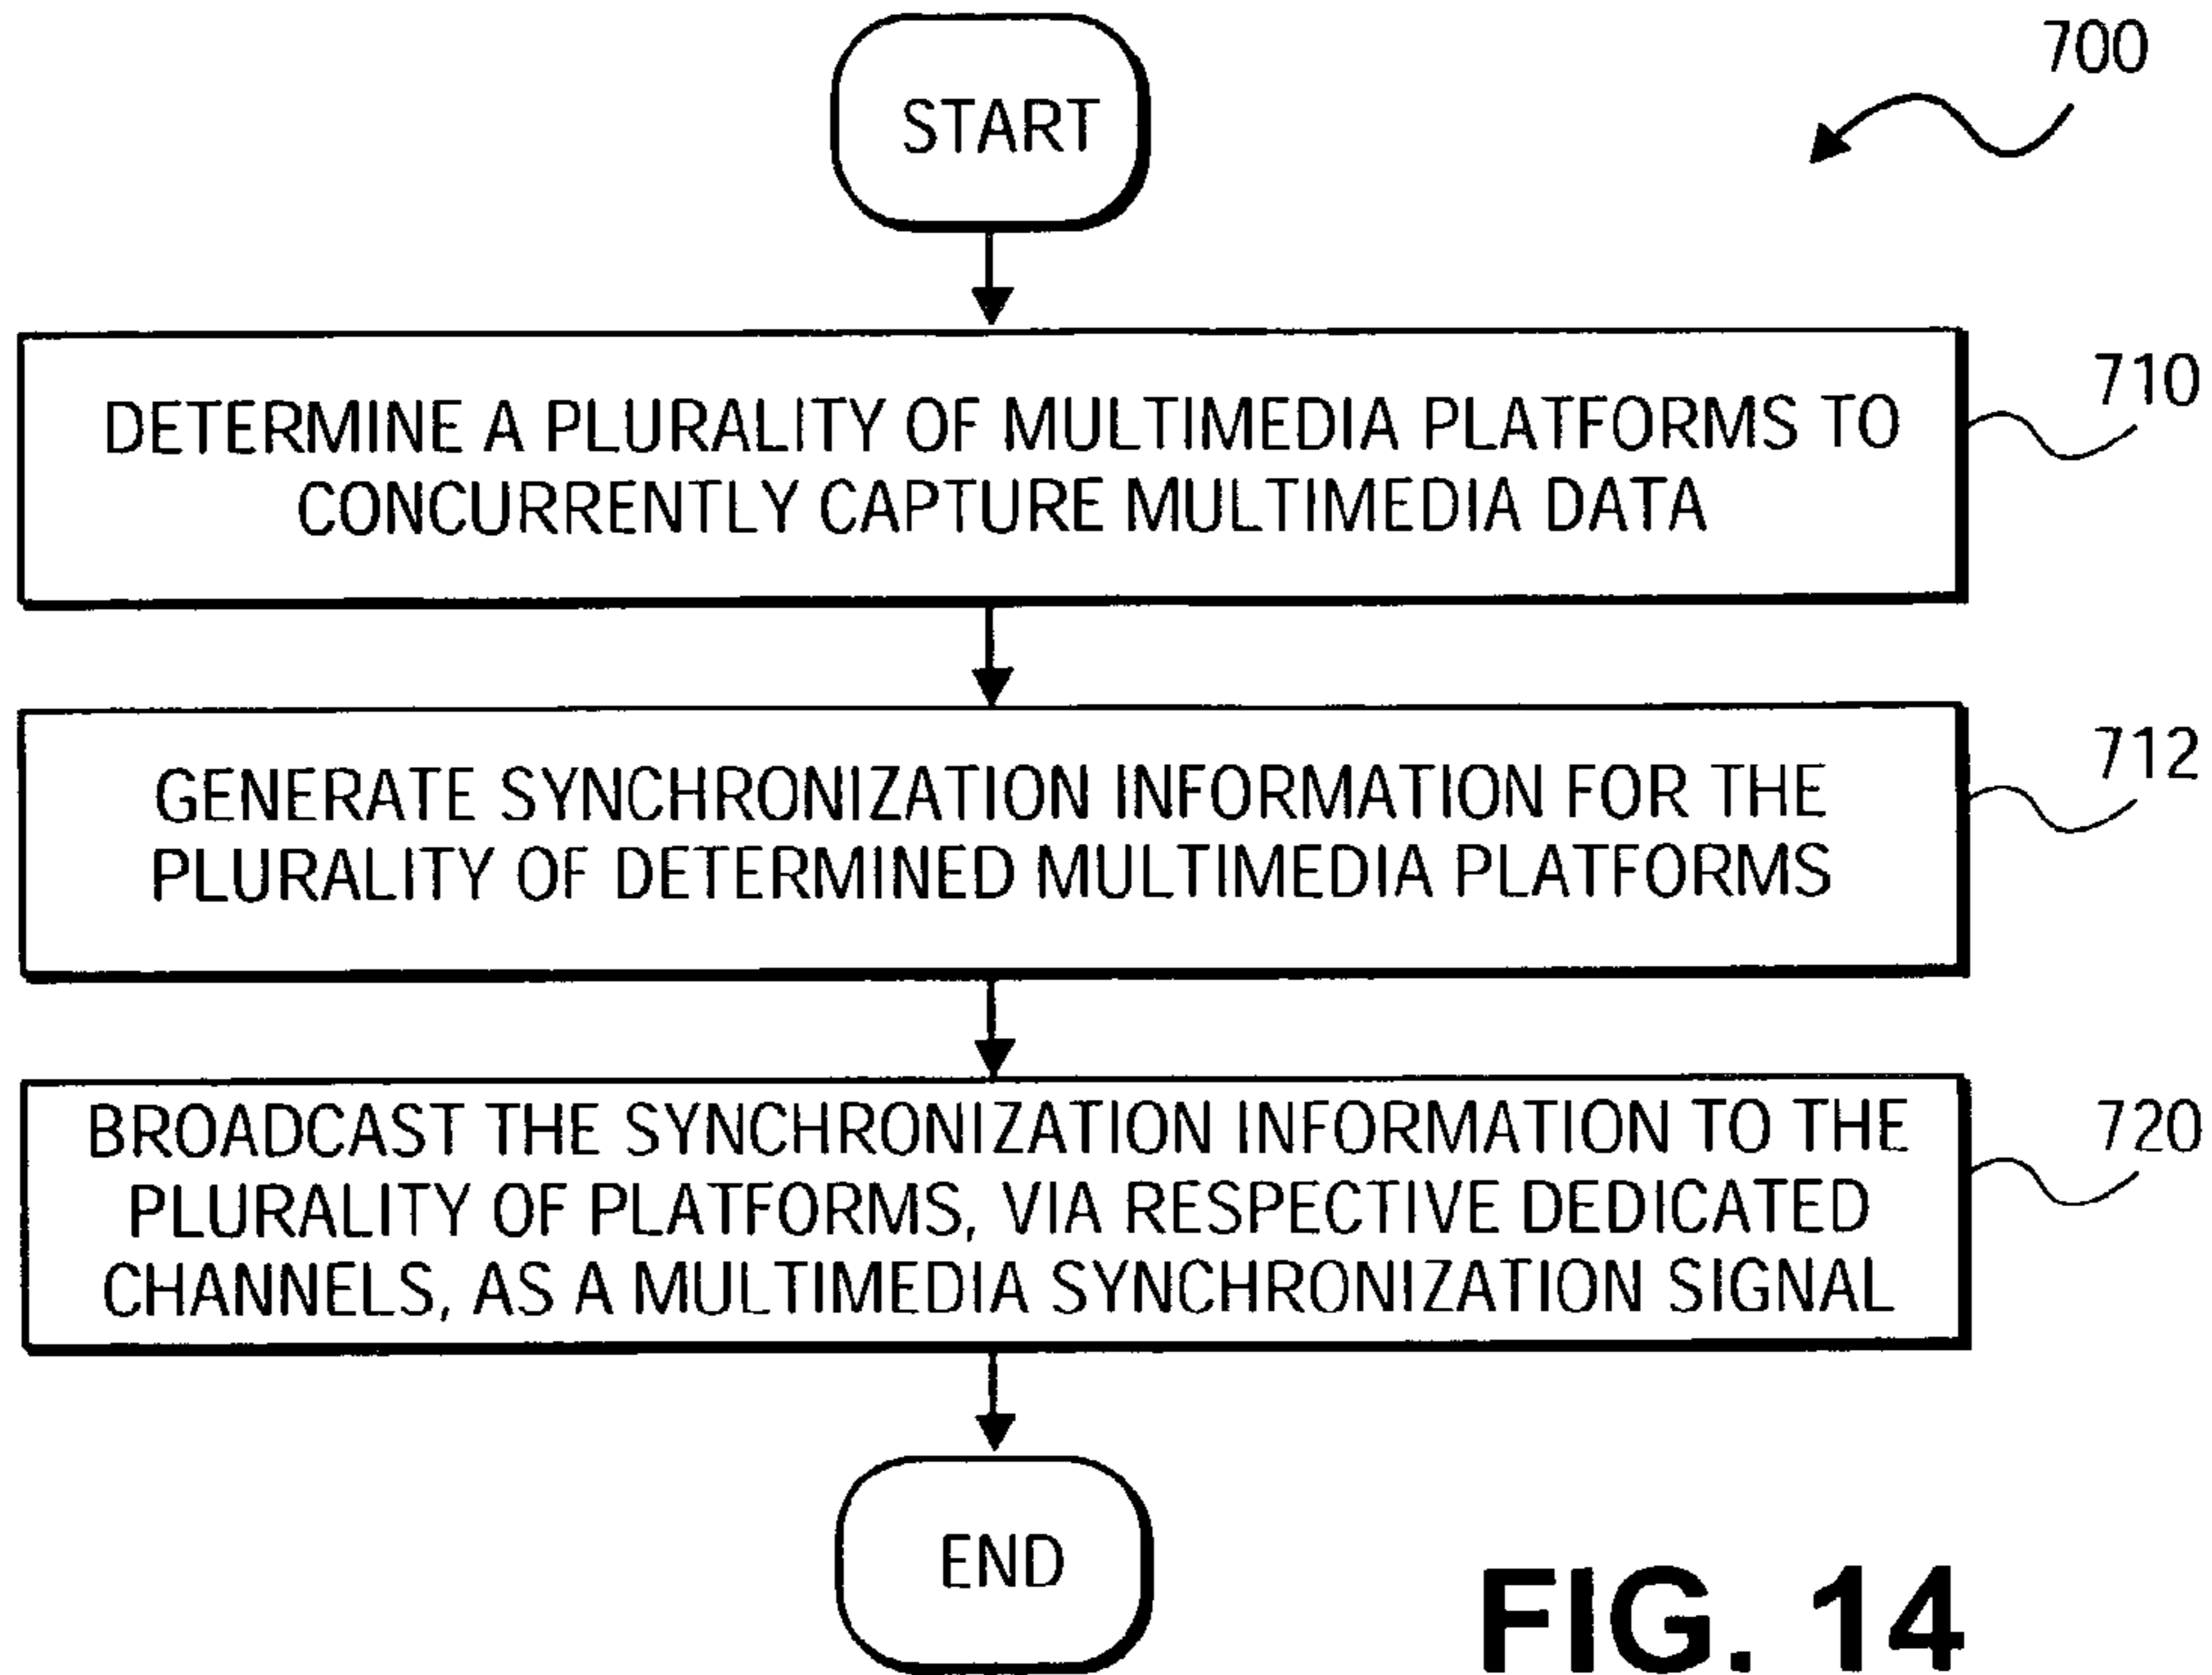 700
START
DETERMINE A PLURALITY OF MULTIMEDIA PLATFORMS TO
CONCURRENTLY CAPTURE MULTIMEDIA DATA
710
GENERATE SYNCHRONIZATION INFORMATION FOR THE
PLURALITY OF DETERMINED MULTIMEDIA PLATFORMS
712
BROADCAST THE SYNCHRONIZATION INFORMATION TO THE
PLURALITY OF PLATFORMS, VIA RESPECTIVE DEDICATED
CHANNELS, AS A MULTIMEDIA SYNCHRONIZATION SIGNAL
720
END
FIG. 14